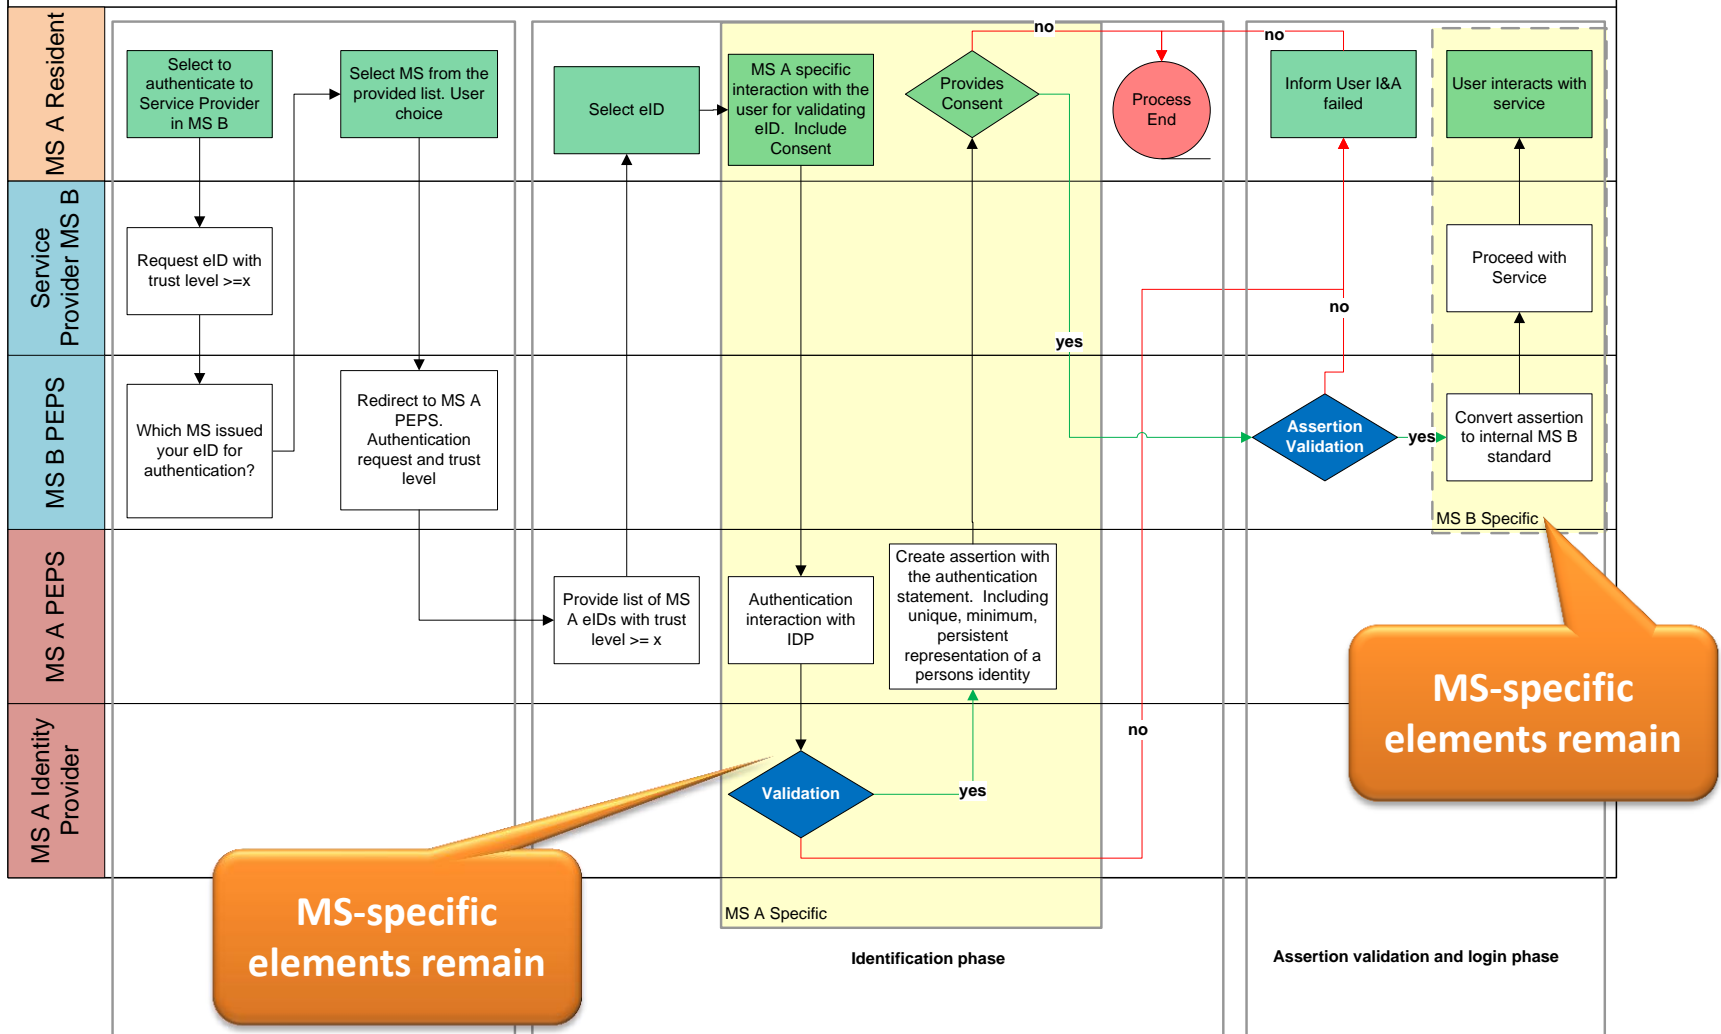 MS A Resident
Select to
authenticate to
Service Provider
in MS B
Select MS from the
provided list. User
choice
Select eID
MS A specific
interaction with the
user for validating
eID.  Include
Consent
Provides
Consent
no
Process
End
no
Inform User I&A
failed
User interacts with
service
Service
Provider MS B
Request eID with
trust level >=x
Proceed with
Service
no
yes
MS B PEPS
Which MS issued
your eID for
authentication?
Redirect to MS A
PEPS.
Authentication
request and trust
level
Assertion
Validation
yes
Convert assertion
to internal MS B
standard
MS B Specific
MS A PEPS
Provide list of MS
A eIDs with trust
level >= x
Authentication
interaction with
IDP
Create assertion with
the authentication
statement.  Including
unique, minimum,
persistent
representation of a
persons identity
MS-specific
elements remain
MS A Identity
Provider
Validation
yes
no
MS-specific
elements remain
MS A Specific
Identification phase
Assertion validation and login phase